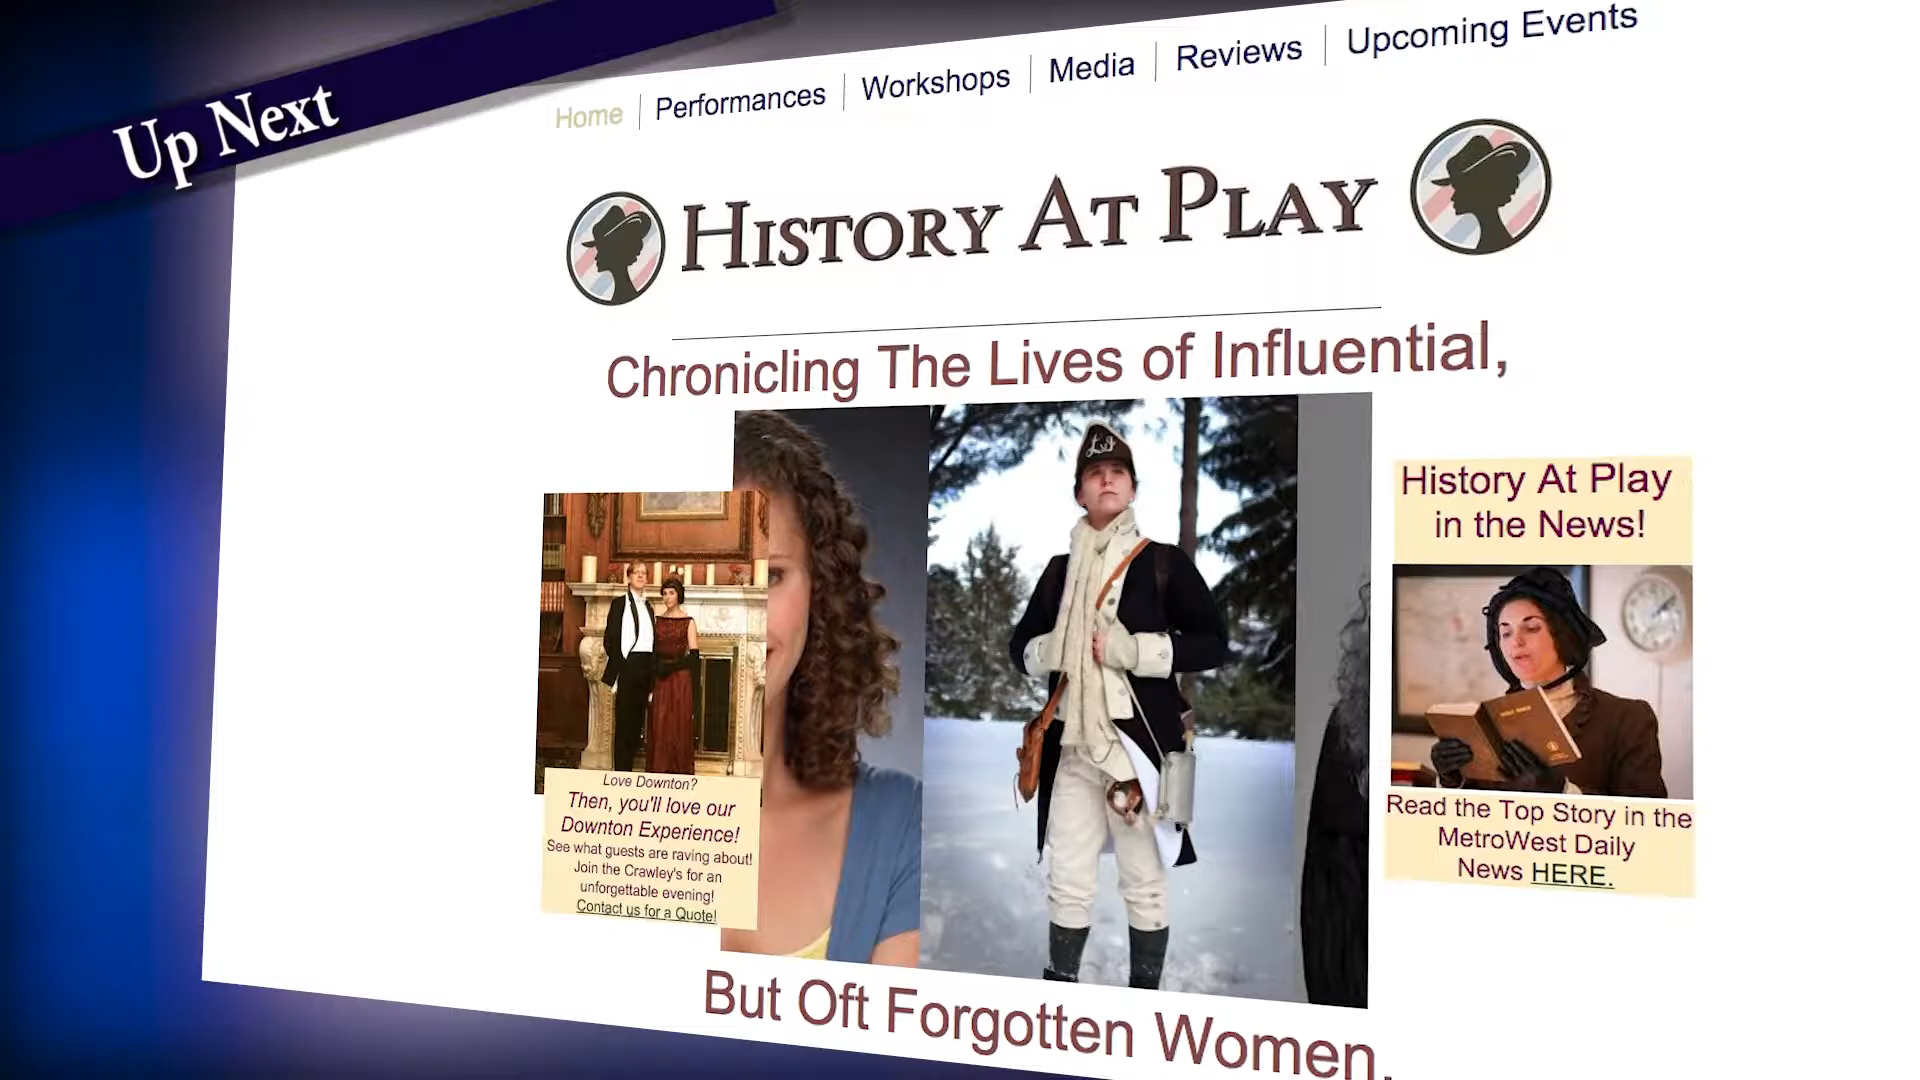 Up Next
Home | Performances | Workshops | Media | Reviews | Upcoming Events
HISTORY AT PLAY
Chronicling The Lives of Influential,
Love Downton?
Then, you'll love our
Downton Experience!
See what guests are raving about!
Join the Crawley's for an
unforgettable evening!
Contact us for a Quote!
History At Play
in the News!
Read the Top Story in the
MetroWest Daily
News HERE.
But Oft Forgotten Women.